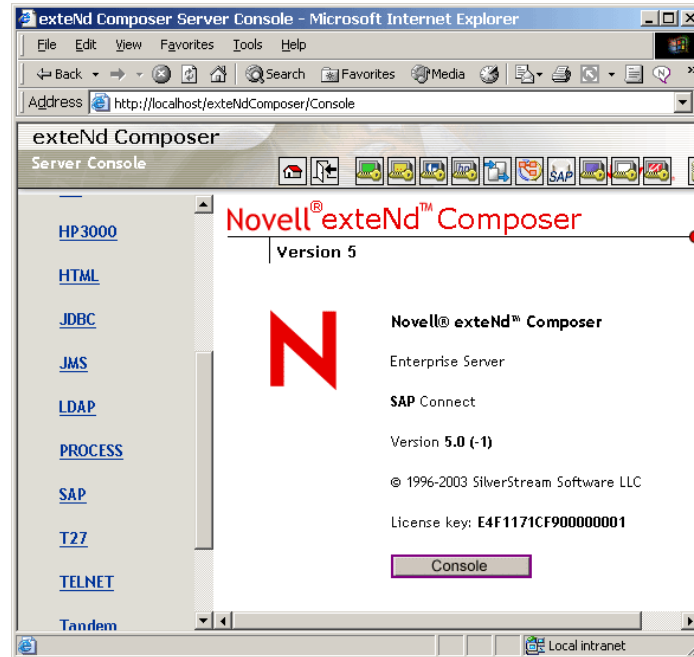 exteNd Composer Server Console - Microsoft Internet Explorer
File Edit View Favorites Tools Help
Back Search Favorites Media
Address http://localhost/exteNdComposer/Console
exteNd Composer
Server Console
hp SAP
HP3000
HTML
JDBC
JMS
LDAP
PROCESS
SAP
T27
TELNET
Tandem
Novell® exteNd™ Composer
Version 5
N
Novell® exteNd™ Composer
Enterprise Server
SAP Connect
Version 5.0 (-1)
© 1996-2003 SilverStream Software LLC
License key: E4F1171CF900000001
Console
Local intranet